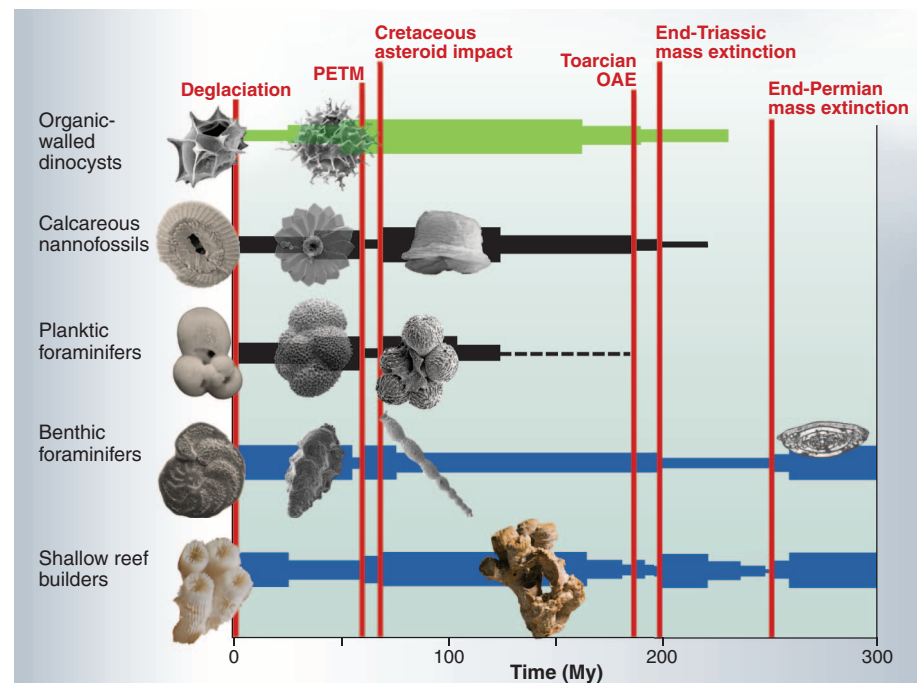 Cretaceous
asteroid impact
End-Triassic
mass extinction
PETM
Toarcian
OAE
Deglaciation
End-Permian
mass extinction
Organic-
walled
dinocysts
Calcareous
nannofossils
Planktic
foraminifers
Benthic
foraminifers
Shallow reef
builders
0
100
200
300
Time (My)